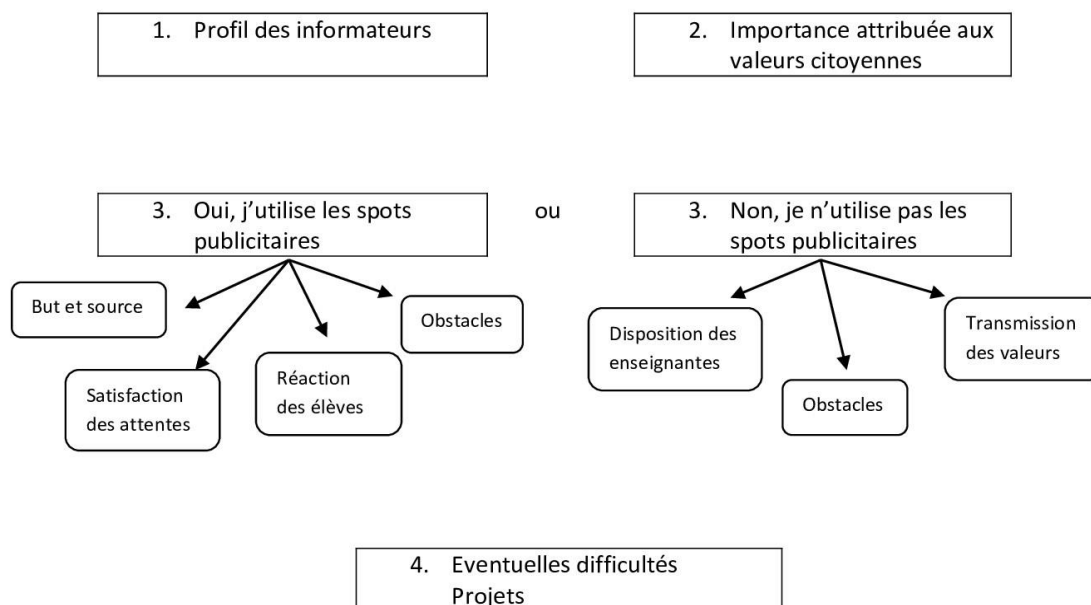 1. Profil des informateurs
2. Importance attribuée aux
valeurs citoyennes
3. Oui, j'utilise les spots
publicitaires
ou
3. Non, je n'utilise pas les
spots publicitaires
But et source
Satisfaction
des attentes
Réaction
des élèves
Obstacles
Disposition des
enseignantes
Obstacles
Transmission
des valeurs
4. Eventuelles difficultés
Projets